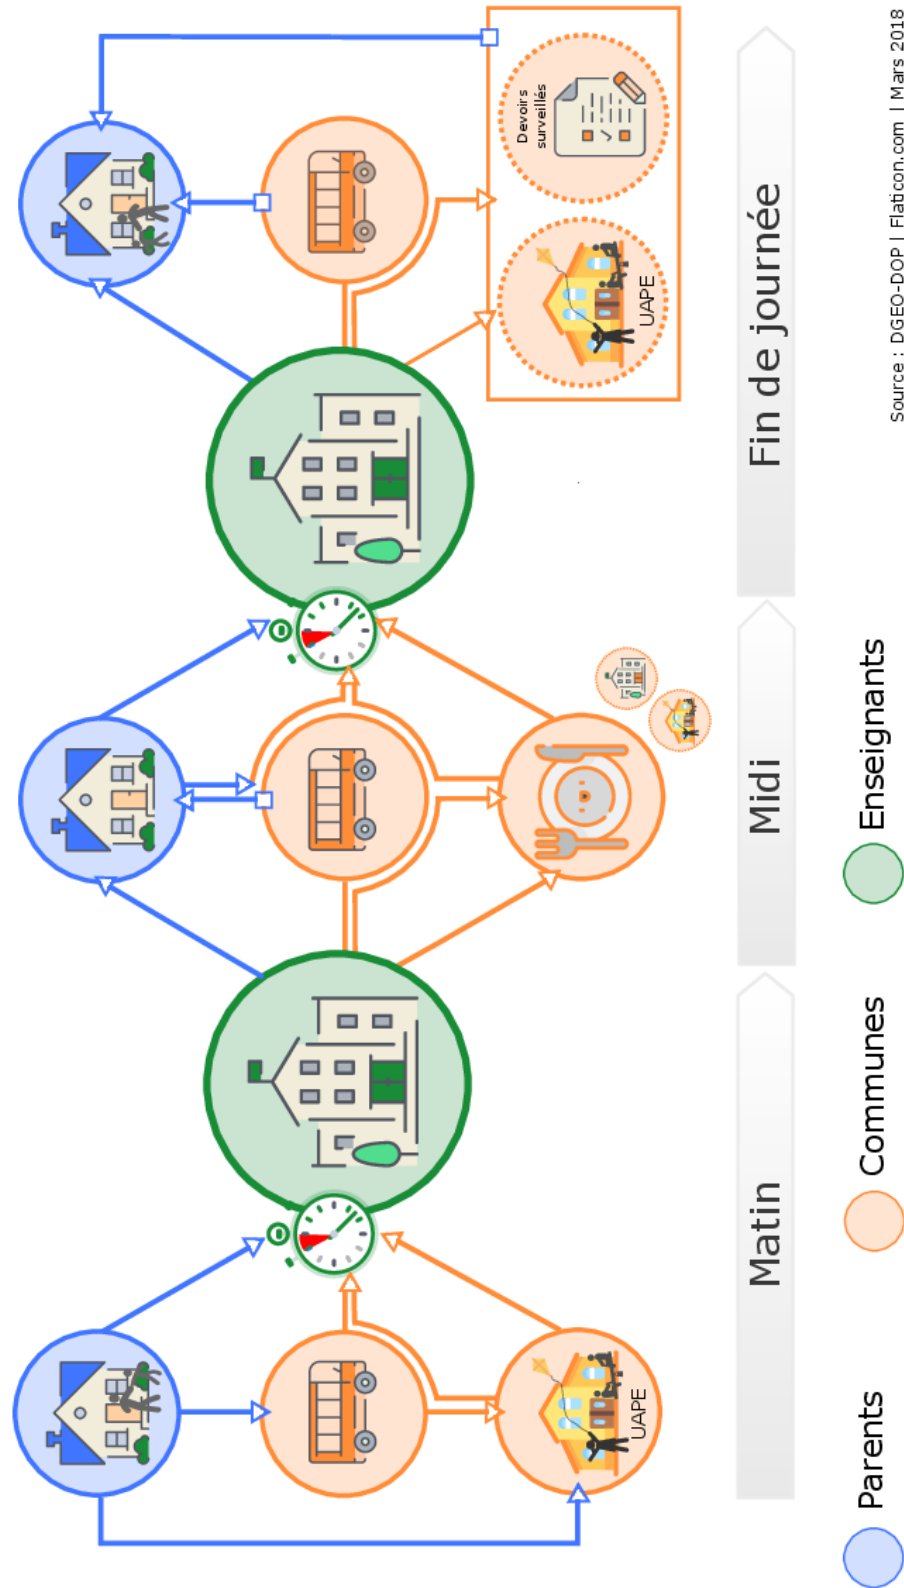 Devoirs
surveillés
UAPE
UAPE
Matin
Midi
Fin de journée
Parents
Communes
Enseignants
Source : DGEO-DOP | Flaticon.com | Mars 2018